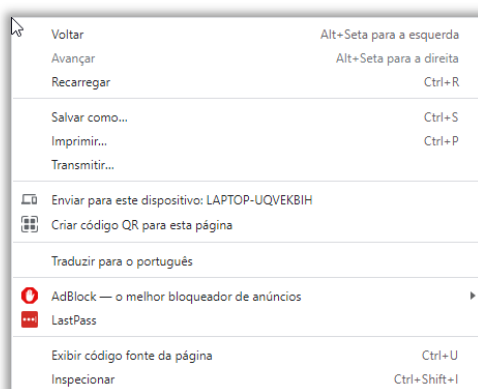 Voltar Alt+Seta para a esquerda
Avançar Alt+Seta para a direita
Recarregar Ctrl+R
Salvar como... Ctrl+S
Imprimir... Ctrl+P
Transmitir...
Enviar para este dispositivo: LAPTOP-UQVEKBIH
Criar código QR para esta página
Traduzir para o português
AdBlock — o melhor bloqueador de anúncios
LastPass
Exibir código fonte da página Ctrl+U
Inspecionar Ctrl+Shift+I